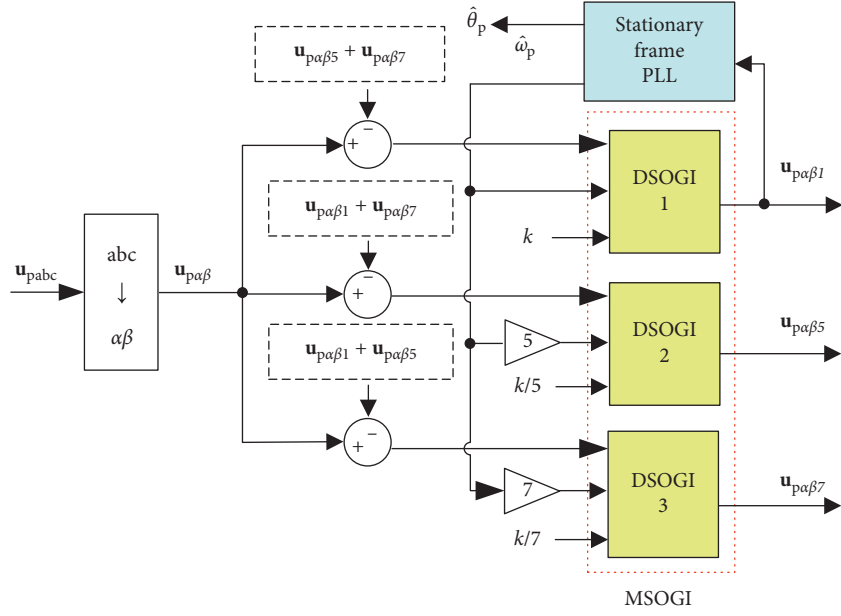 θ̂p
ω̂p
Stationary
frame
PLL
upαβ5 + upαβ7
+
−
DSOGI
1
upαβ1
k
upabc
abc
↓
αβ
upαβ
upαβ1 + upαβ7
+
−
DSOGI
2
upαβ5
5
k/5
upαβ1 + upαβ5
+
−
DSOGI
3
upαβ7
7
k/7
MSOGI